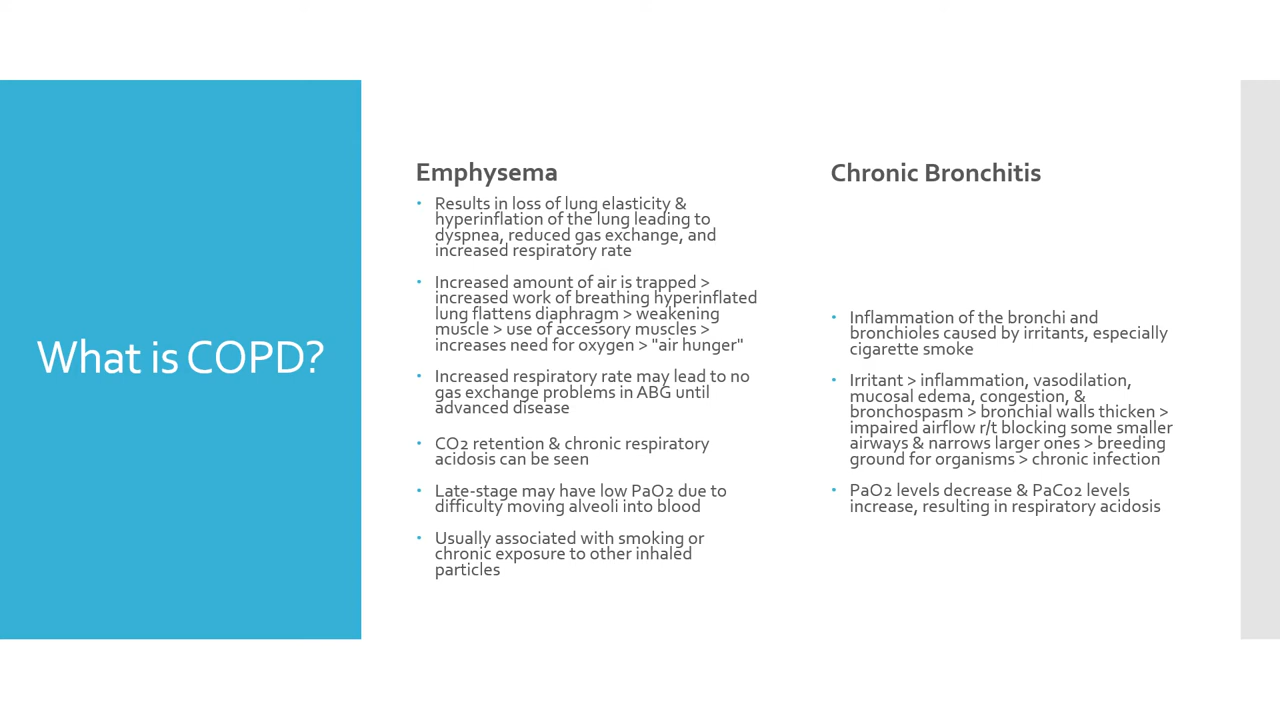 What is COPD?
Emphysema
• Results in loss of lung elasticity &
hyperinflation of the lung leading to
dyspnea, reduced gas exchange, and
increased respiratory rate
• Increased amount of air is trapped >
increased work of breathing hyperinflated
lung flattens diaphragm > weakening
muscle > use of accessory muscles >
increases need for oxygen > "air hunger"
• Increased respiratory rate may lead to no
gas exchange problems in ABG until
advanced disease
• CO2 retention & chronic respiratory
acidosis can be seen
• Late-stage may have low PaO2 due to
difficulty moving alveoli into blood
• Usually associated with smoking or
chronic exposure to other inhaled
particles
Chronic Bronchitis
• Inflammation of the bronchi and
bronchioles caused by irritants, especially
cigarette smoke
• Irritant > inflammation, vasodilation,
mucosal edema, congestion, &
bronchospasm > bronchial walls thicken >
impaired airflow r/t blocking some smaller
airways & narrows larger ones > breeding
ground for organisms > chronic infection
• PaO2 levels decrease & PaCo2 levels
increase, resulting in respiratory acidosis